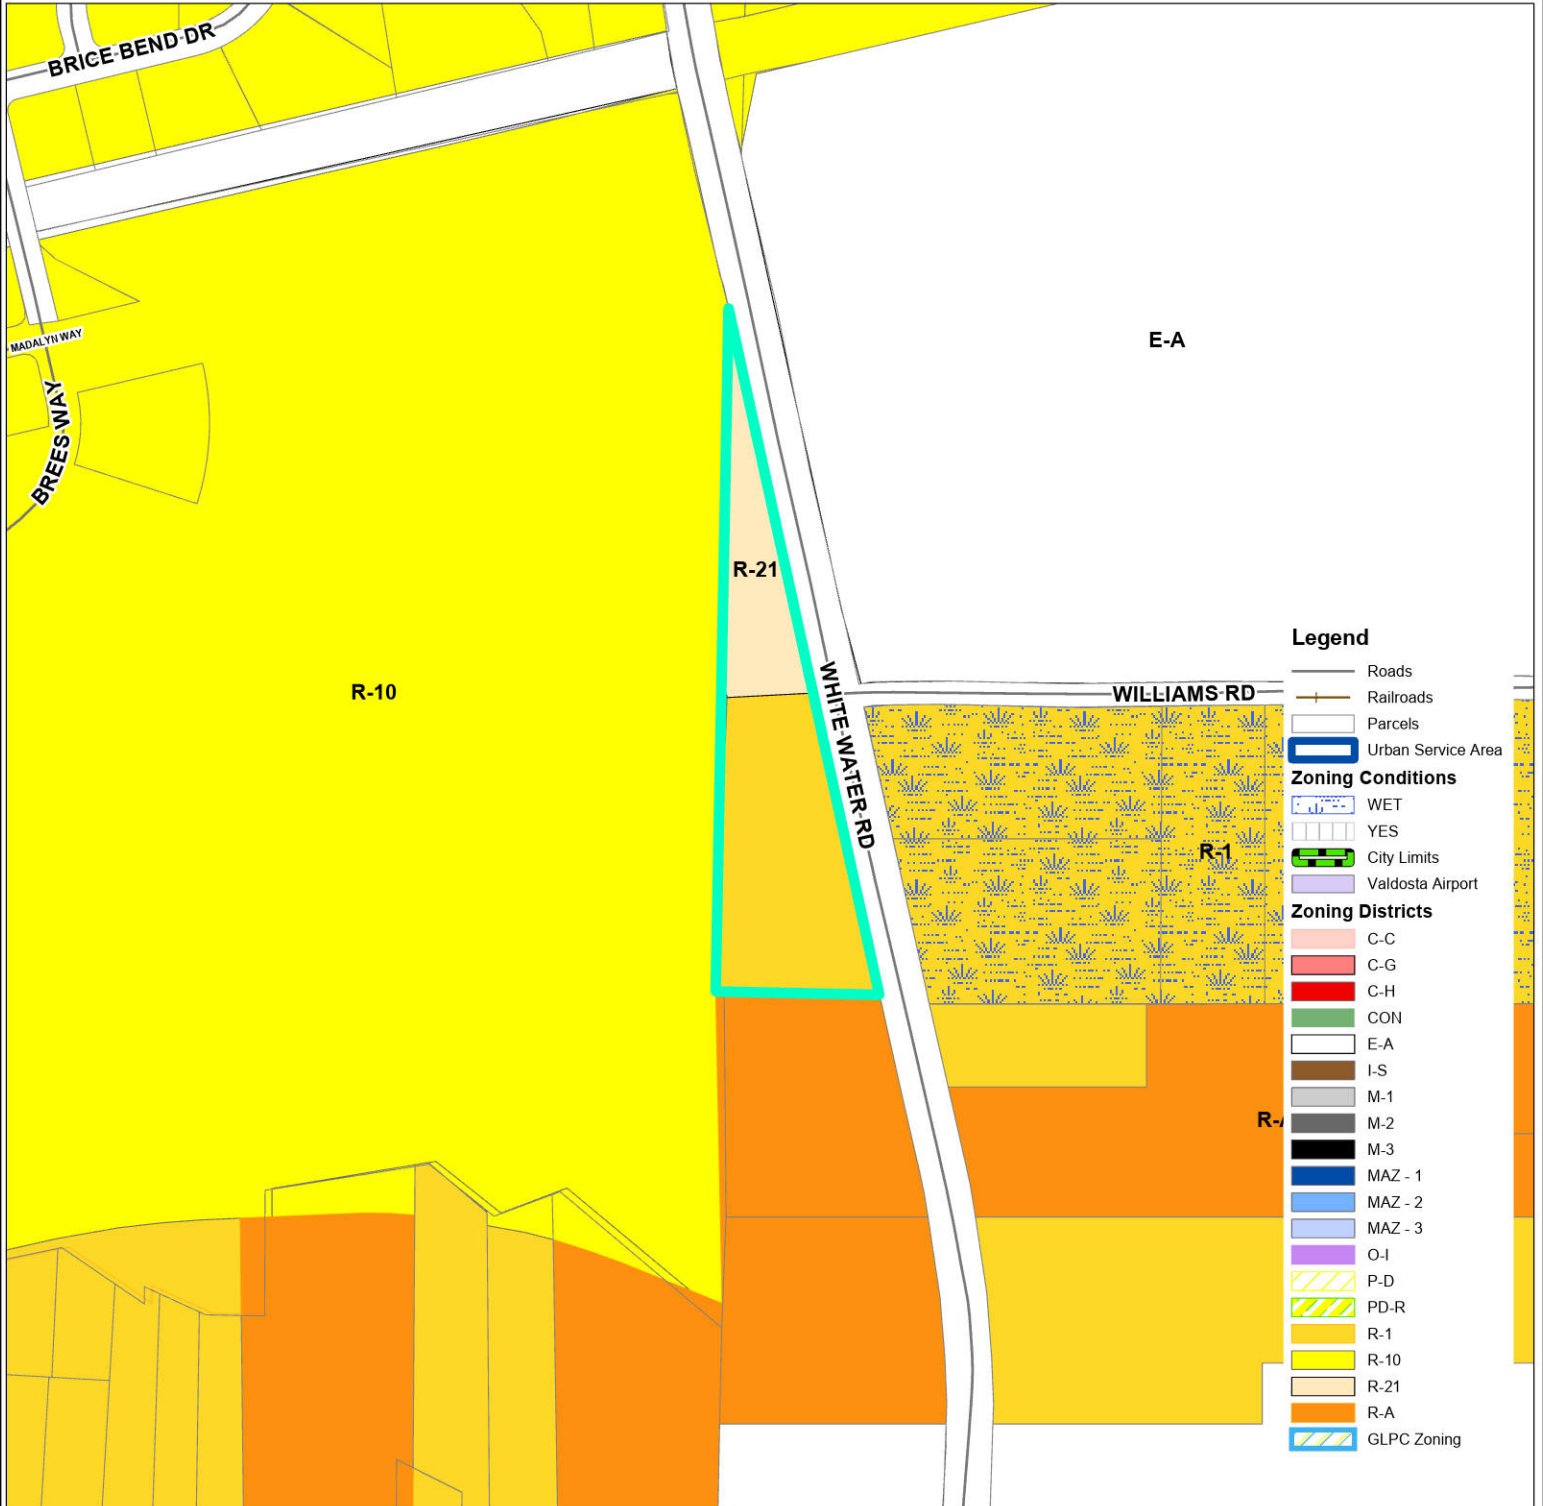 BRICE BEND DR
MADALYN WAY
BREES WAY
E-A
R-21
R-10
WHITE WATER RD
WILLIAMS RD
R-1
Legend
Roads
Railroads
Parcels
Urban Service Area
Zoning Conditions
WET
YES
City Limits
Valdosta Airport
Zoning Districts
C-C
C-G
C-H
CON
E-A
I-S
M-1
M-2
M-3
MAZ - 1
MAZ - 2
MAZ - 3
O-I
P-D
PD-R
R-1
R-10
R-21
R-A
GLPC Zoning